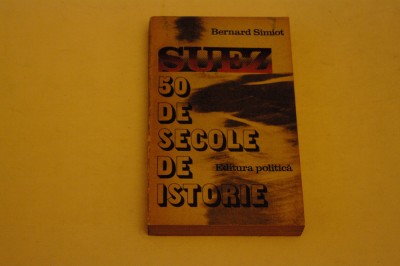 Bernard Simiot
SUEZ
50
DE
SECOLE
DE
Editura politică
ISTORIE